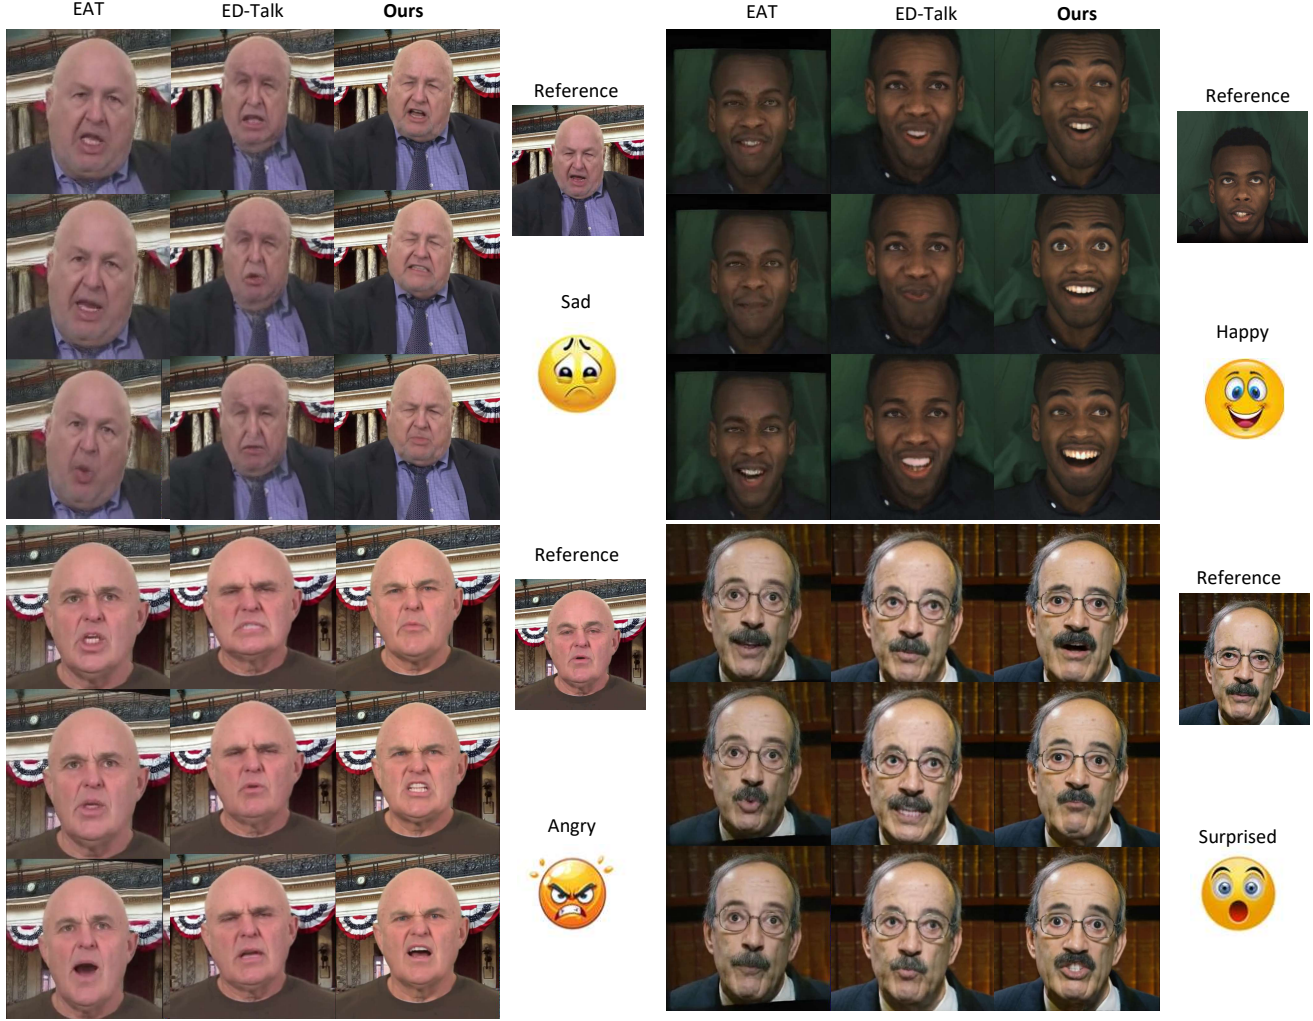 EAT ED-Talk Ours
Reference
Sad
EAT ED-Talk Ours
Reference
Happy
Reference
Angry
Reference
Surprised